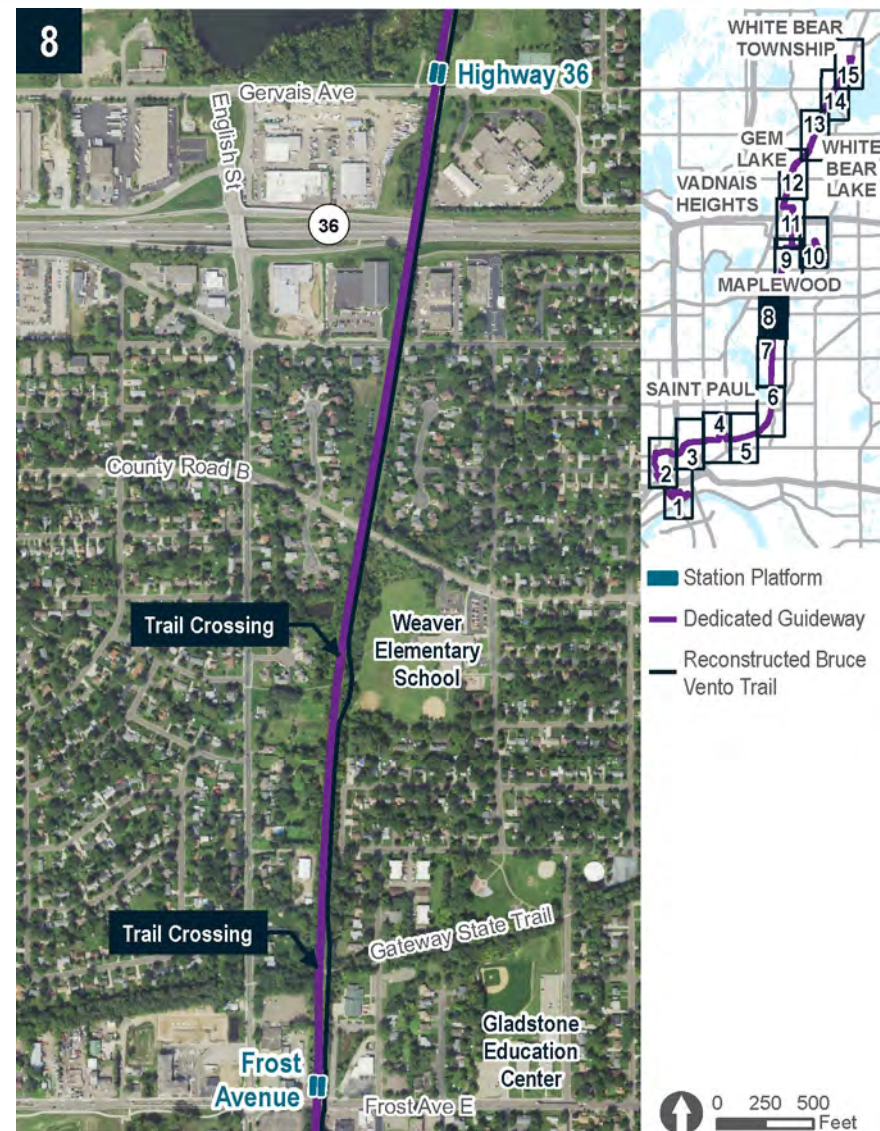 8
Highway 36
Gervais Ave
English St
36
County Road B
Trail Crossing
Weaver
Elementary
School
Trail Crossing
Gateway State Trail
Gladstone
Education
Center
Frost
Avenue
Frost Ave E
WHITE BEAR
TOWNSHIP
15
14
13
GEM
LAKE
WHITE
BEAR
LAKE
12
VADNAIS
HEIGHTS
11
9
10
MAPLEWOOD
8
7
SAINT PAUL
6
4
5
3
2
1
Station Platform
Dedicated Guideway
Reconstructed Bruce
Vento Trail
0 250 500
Feet